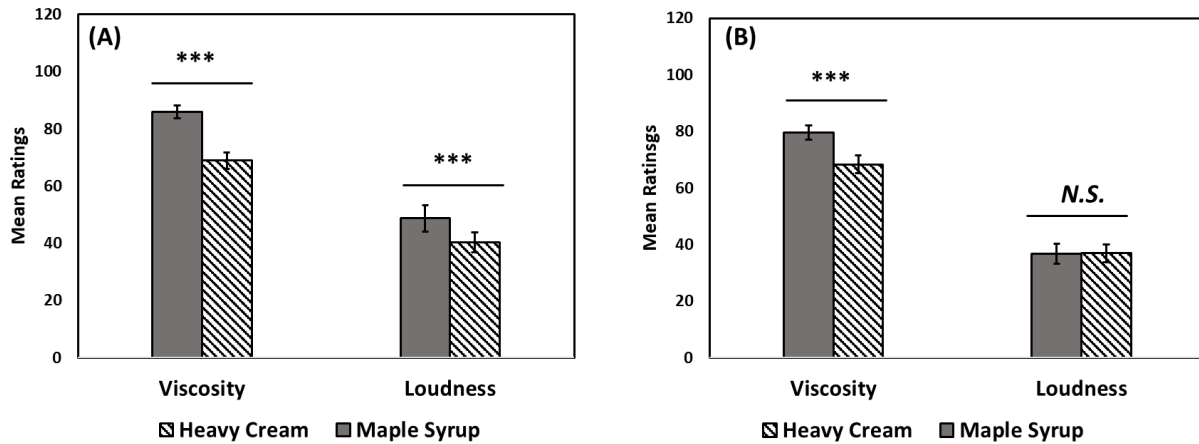 (A)
120
100
80
60
40
20
0
Mean Ratings
***
***
Viscosity
Loudness
Heavy Cream
Maple Syrup
(B)
120
100
80
60
40
20
0
Mean Ratinsgs
***
N.S.
Viscosity
Loudness
Heavy Cream
Maple Syrup